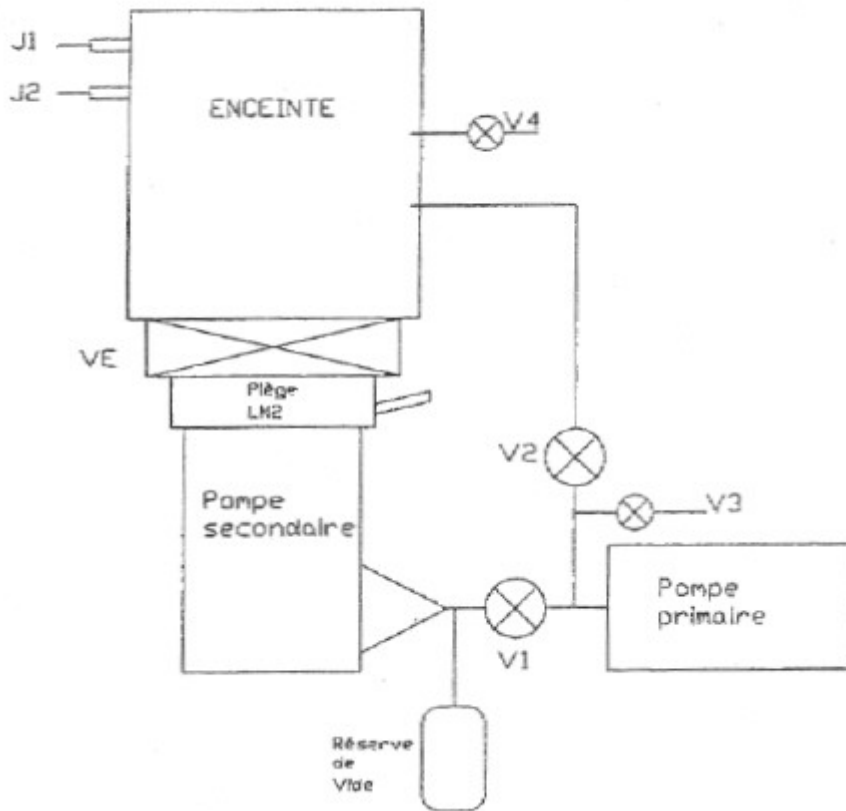 J1
J2
ENCEINTE
V4
VE
Piège
LN2
V2
V3
Pompe
secondaire
Pompe
primaire
V1
Réserve
de
Vide